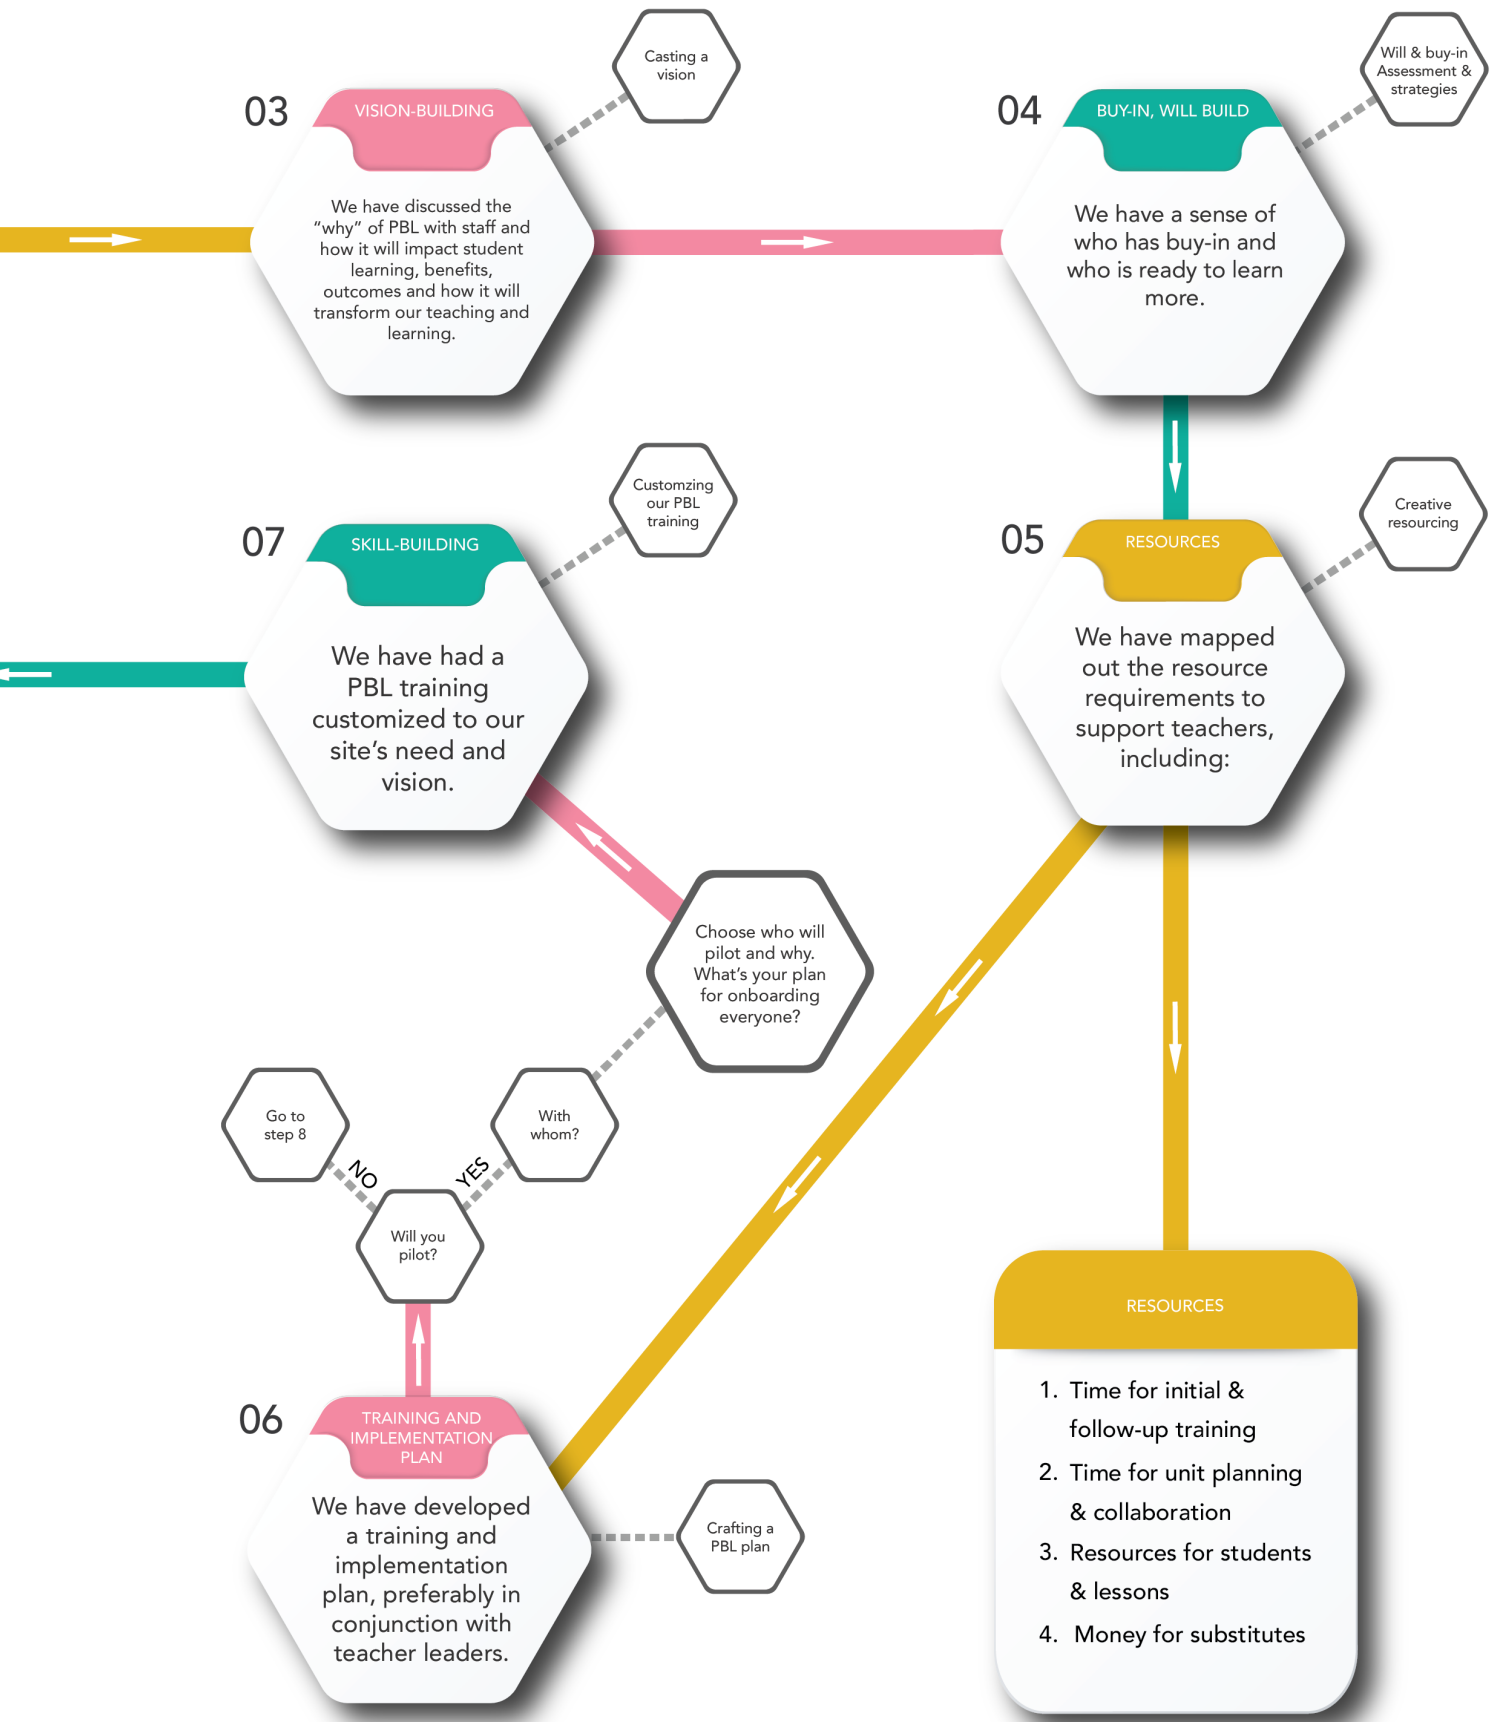 03
VISION-BUILDING
We have discussed the
“why” of PBL with staff and
how it will impact student
learning, benefits,
outcomes and how it will
transform our teaching and
learning.
Casting a
vision
04
BUY-IN, WILL BUILD
We have a sense of
who has buy-in and
who is ready to learn
more.
Will & buy-in
Assessment &
strategies
05
RESOURCES
We have mapped
out the resource
requirements to
support teachers,
including:
Creative
resourcing
RESOURCES
1. Time for initial &
follow-up training
2. Time for unit planning
& collaboration
3. Resources for students
& lessons
4. Money for substitutes
06
TRAINING AND
IMPLEMENTATION
PLAN
We have developed
a training and
implementation
plan, preferably in
conjunction with
teacher leaders.
Crafting a
PBL plan
Will you
pilot?
NO
Go to
step 8
YES
With
whom?
Choose who will
pilot and why.
What’s your plan
for onboarding
everyone?
07
SKILL-BUILDING
We have had a
PBL training
customized to our
site’s need and
vision.
Customzing
our PBL
training